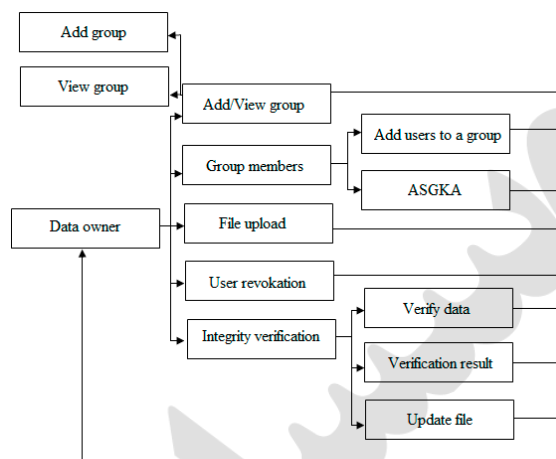 Add group
View group
Add/View group
Add users to a group
Group members
ASGKA
Data owner
File upload
User revokation
Verify data
Integrity verification
Verification result
Update file